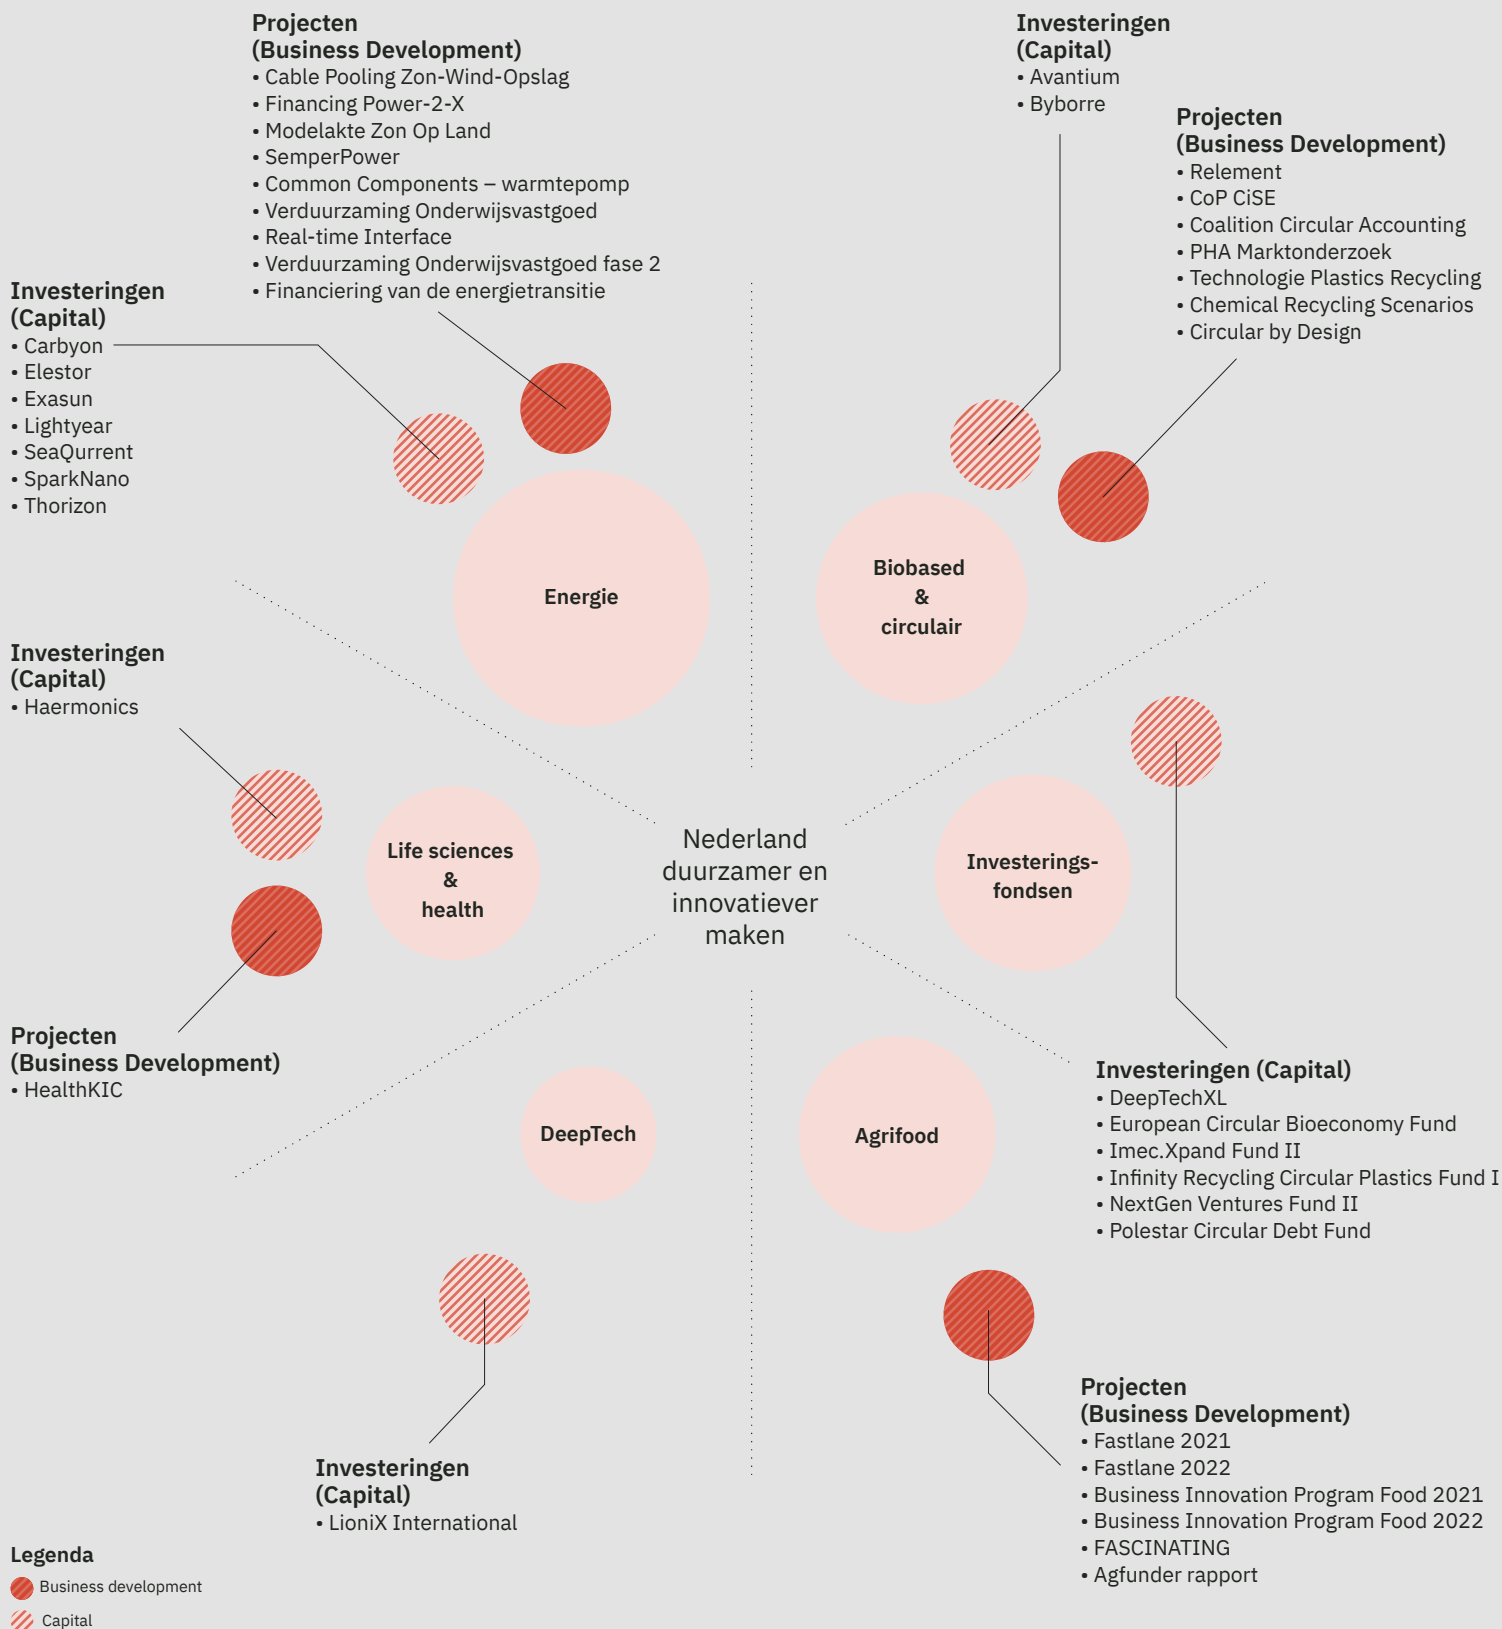 Projecten
(Business Development)
• Cable Pooling Zon-Wind-Opslag
• Financing Power-2-X
• Modelakte Zon Op Land
• SemperPower
• Common Components – warmtepomp
• Verduurzaming Onderwijsvastgoed
• Real-time Interface
• Verduurzaming Onderwijsvastgoed fase 2
• Financiering van de energietransitie
Investeringen
(Capital)
• Avantium
• Byborre
Projecten
(Business Development)
• Relement
• CoP CiSE
• Coalition Circular Accounting
• PHA Marktonderzoek
• Technologie Plastics Recycling
• Chemical Recycling Scenarios
• Circular by Design
Investeringen
(Capital)
• Carbyon
• Elestor
• Exasun
• Lightyear
• SeaQurrent
• SparkNano
• Thorizon
Energie
Biobased
&
circulair
Investeringen
(Capital)
• Haermonics
Life sciences
&
health
Nederland
duurzamer en
innovatiever
maken
Investerings-
fondsen
Projecten
(Business Development)
• HealthKIC
DeepTech
Agrifood
Investeringen (Capital)
• DeepTechXL
• European Circular Bioeconomy Fund
• Imec.Xpand Fund II
• Infinity Recycling Circular Plastics Fund I
• NextGen Ventures Fund II
• Polestar Circular Debt Fund
Investeringen
(Capital)
• LioniX International
Projecten
(Business Development)
• Fastlane 2021
• Fastlane 2022
• Business Innovation Program Food 2021
• Business Innovation Program Food 2022
• FASCINATING
• Agfunder rapport
Legenda
Business development
Capital